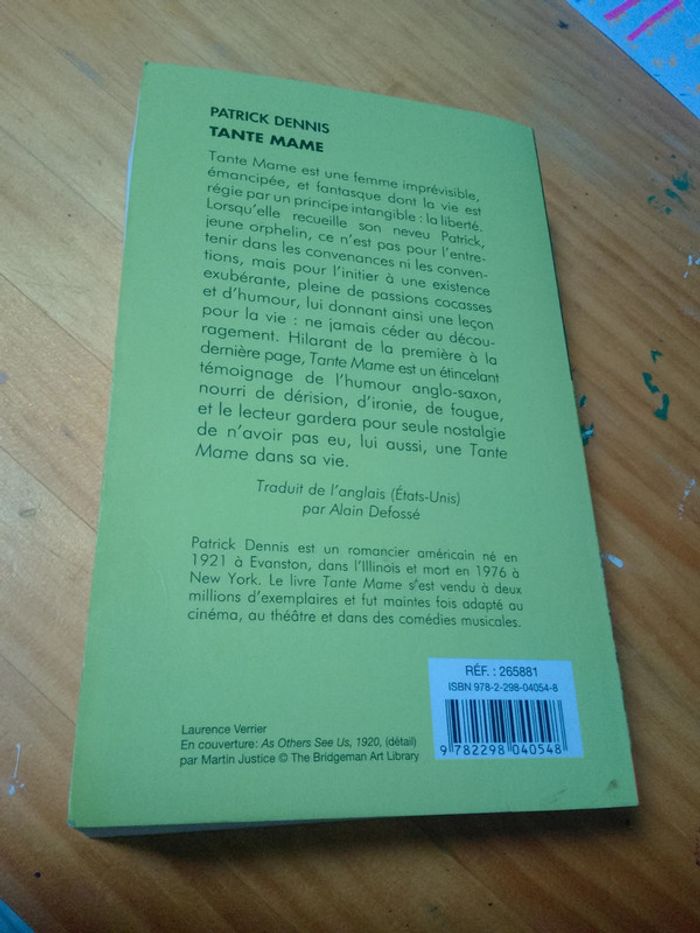 PATRICK DENNIS
TANTE MAME
Tante Mame est une femme imprévisible,
émancipée, et fantasque dont la vie est
régie par un principe intangible : la liberté.
Lorsqu'elle recueille son neveu Patrick,
jeune orphelin, ce n'est pas pour l'entre-
tenir dans les convenances ni les conven-
tions, mais pour l'initier à une existence
exubérante, pleine de passions cocasses
et d'humour, lui donnant ainsi une leçon
pour la vie : ne jamais céder au décou-
ragement. Hilarant de la première à la
dernière page, Tante Mame est un étincelant
témoignage de l'humour anglo-saxon,
nourri de dérision, d'ironie, de fougue,
et le lecteur gardera pour seule nostalgie
de n'avoir pas eu, lui aussi, une Tante
Mame dans sa vie.
Traduit de l'anglais (États-Unis)
par Alain Defossé
Patrick Dennis est un romancier américain né en
1921 à Evanston, dans l'Illinois et mort en 1976 à
New York. Le livre Tante Mame s'est vendu à deux
millions d'exemplaires et fut maintes fois adapté au
cinéma, au théâtre et dans des comédies musicales.
RÉF. : 265881
ISBN 978-2-298-04054-8
9 782298 040548
Laurence Verrier
En couverture: As Others See Us, 1920, (détail)
par Martin Justice © The Bridgeman Art Library